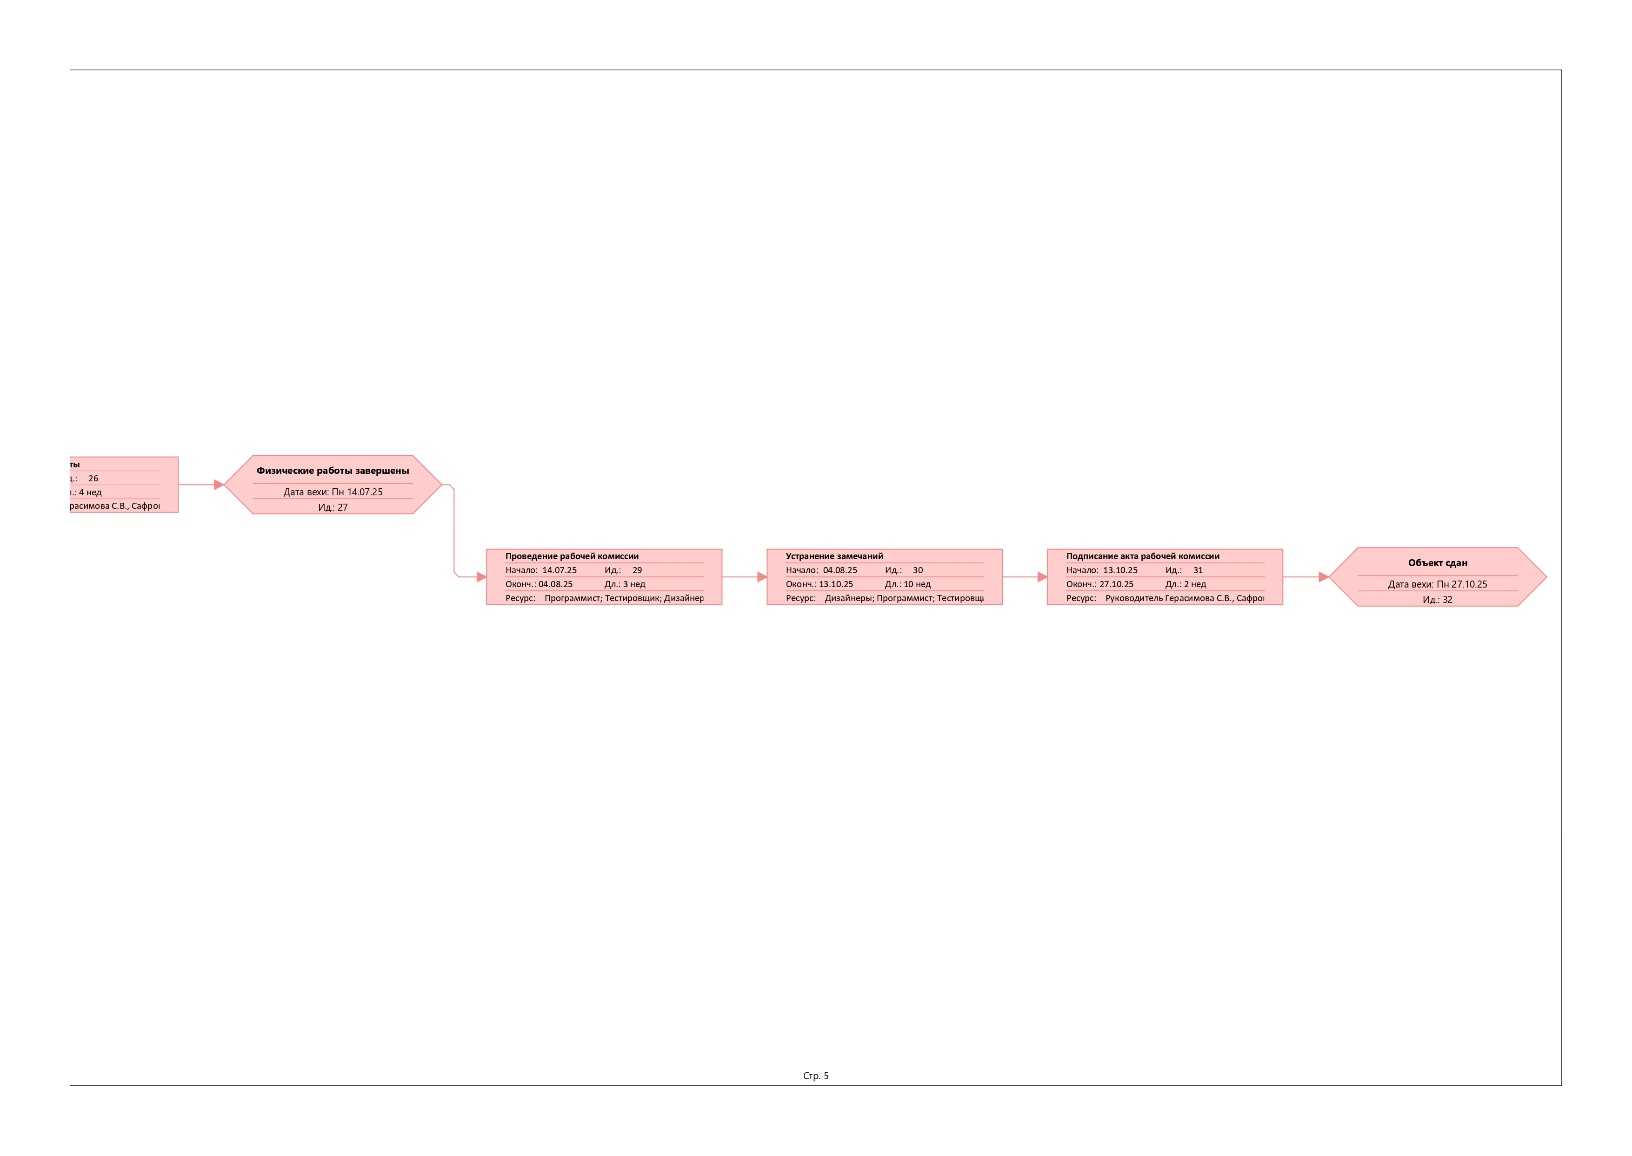 ты
26
4 нед
расимова С.В., Сафро
Физические работы завершены
Дата вехи: Пн 14.07.25
Ид.: 27
Проведение рабочей комиссии
Начало: 14.07.25 Ид.: 29
Оконч.: 04.08.25 Дл.: 3 нед
Ресурс: Программист; Тестировщик; Дизайнер
Устранение замечаний
Начало: 04.08.25 Ид.: 30
Оконч.: 13.10.25 Дл.: 10 нед
Ресурс: Дизайнеры; Программист; Тестировщ
Подписание акта рабочей комиссии
Начало: 13.10.25 Ид.: 31
Оконч.: 27.10.25 Дл.: 2 нед
Ресурс: Руководитель Герасимова С.В., Сафро
Объект сдан
Дата вехи: Пн 27.10.25
Ид.: 32
Стр. 5